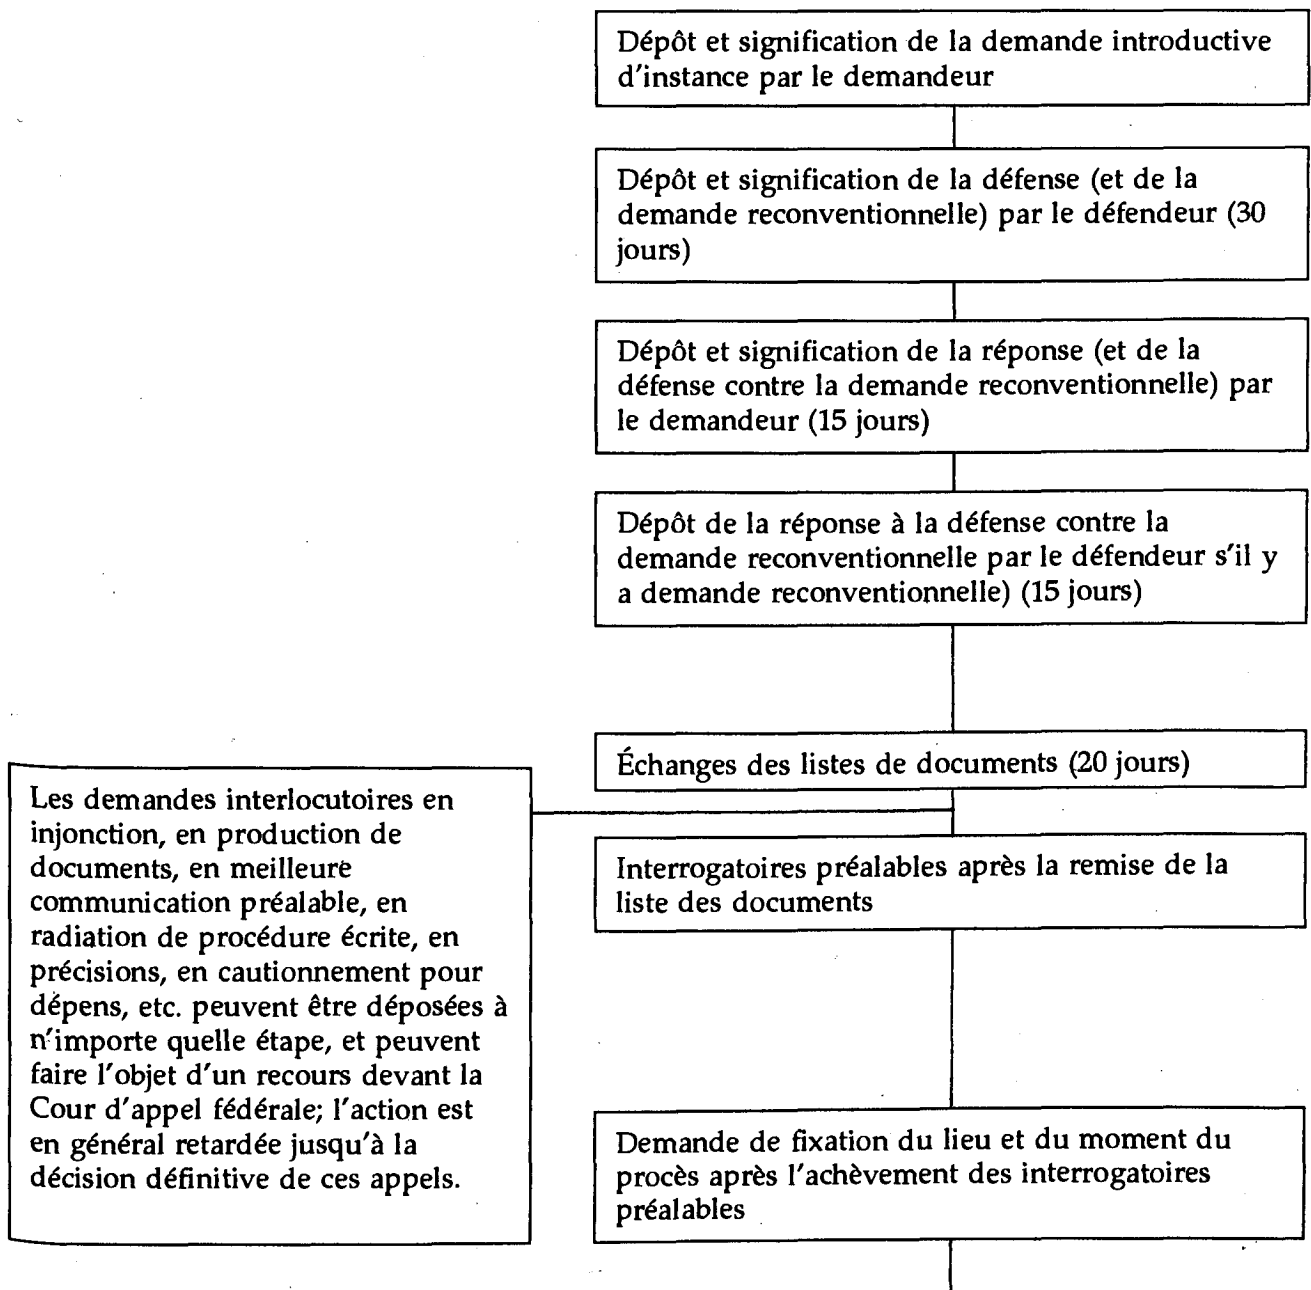 Dépôt et signification de la demande introductive
d'instance par le demandeur
Dépôt et signification de la défense (et de la
demande reconventionnelle) par le défendeur (30
jours)
Dépôt et signification de la réponse (et de la
défense contre la demande reconventionnelle) par
le demandeur (15 jours)
Dépôt de la réponse à la défense contre la
demande reconventionnelle par le défendeur s'il y
a demande reconventionnelle) (15 jours)
Échanges des listes de documents (20 jours)
Les demandes interlocutoires en
injonction, en production de
documents, en meilleure
communication préalable, en
radiation de procédure écrite, en
précisions, en cautionnement pour
dépens, etc. peuvent être déposées à
n'importe quelle étape, et peuvent
faire l'objet d'un recours devant la
Cour d'appel fédérale; l'action est
en général retardée jusqu'à la
décision définitive de ces appels.
Interrogatoires préalables après la remise de la
liste des documents
Demande de fixation du lieu et du moment du
procès après l'achèvement des interrogatoires
préalables